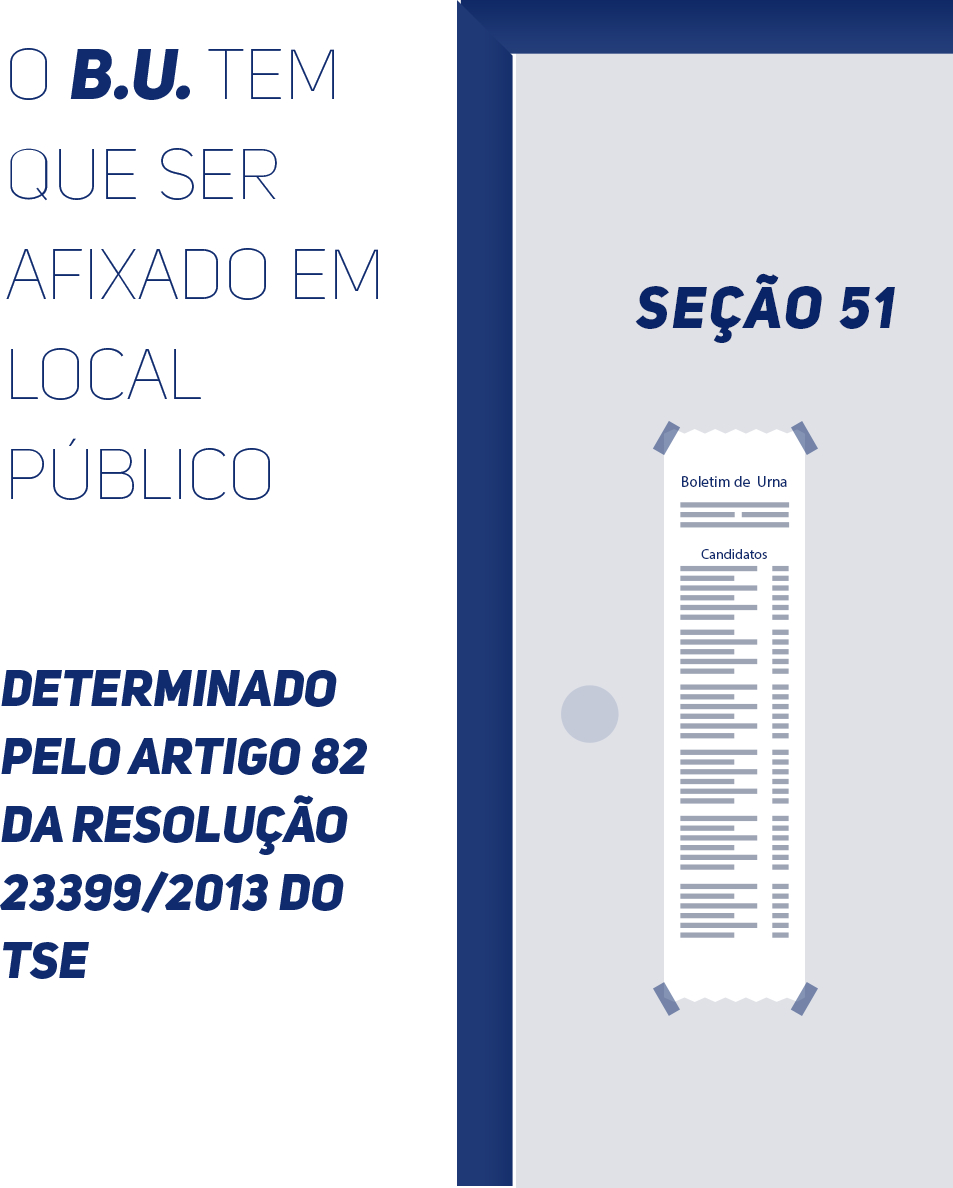 O B.U. TEM
QUE SER
AFIXADO EM
LOCAL
PÚBLICO
DETERMINADO
PELO ARTIGO 82
DA RESOLUÇÃO
23399/2013 DO
TSE
SEÇÃO 51
Boletim de Urna
Candidatos